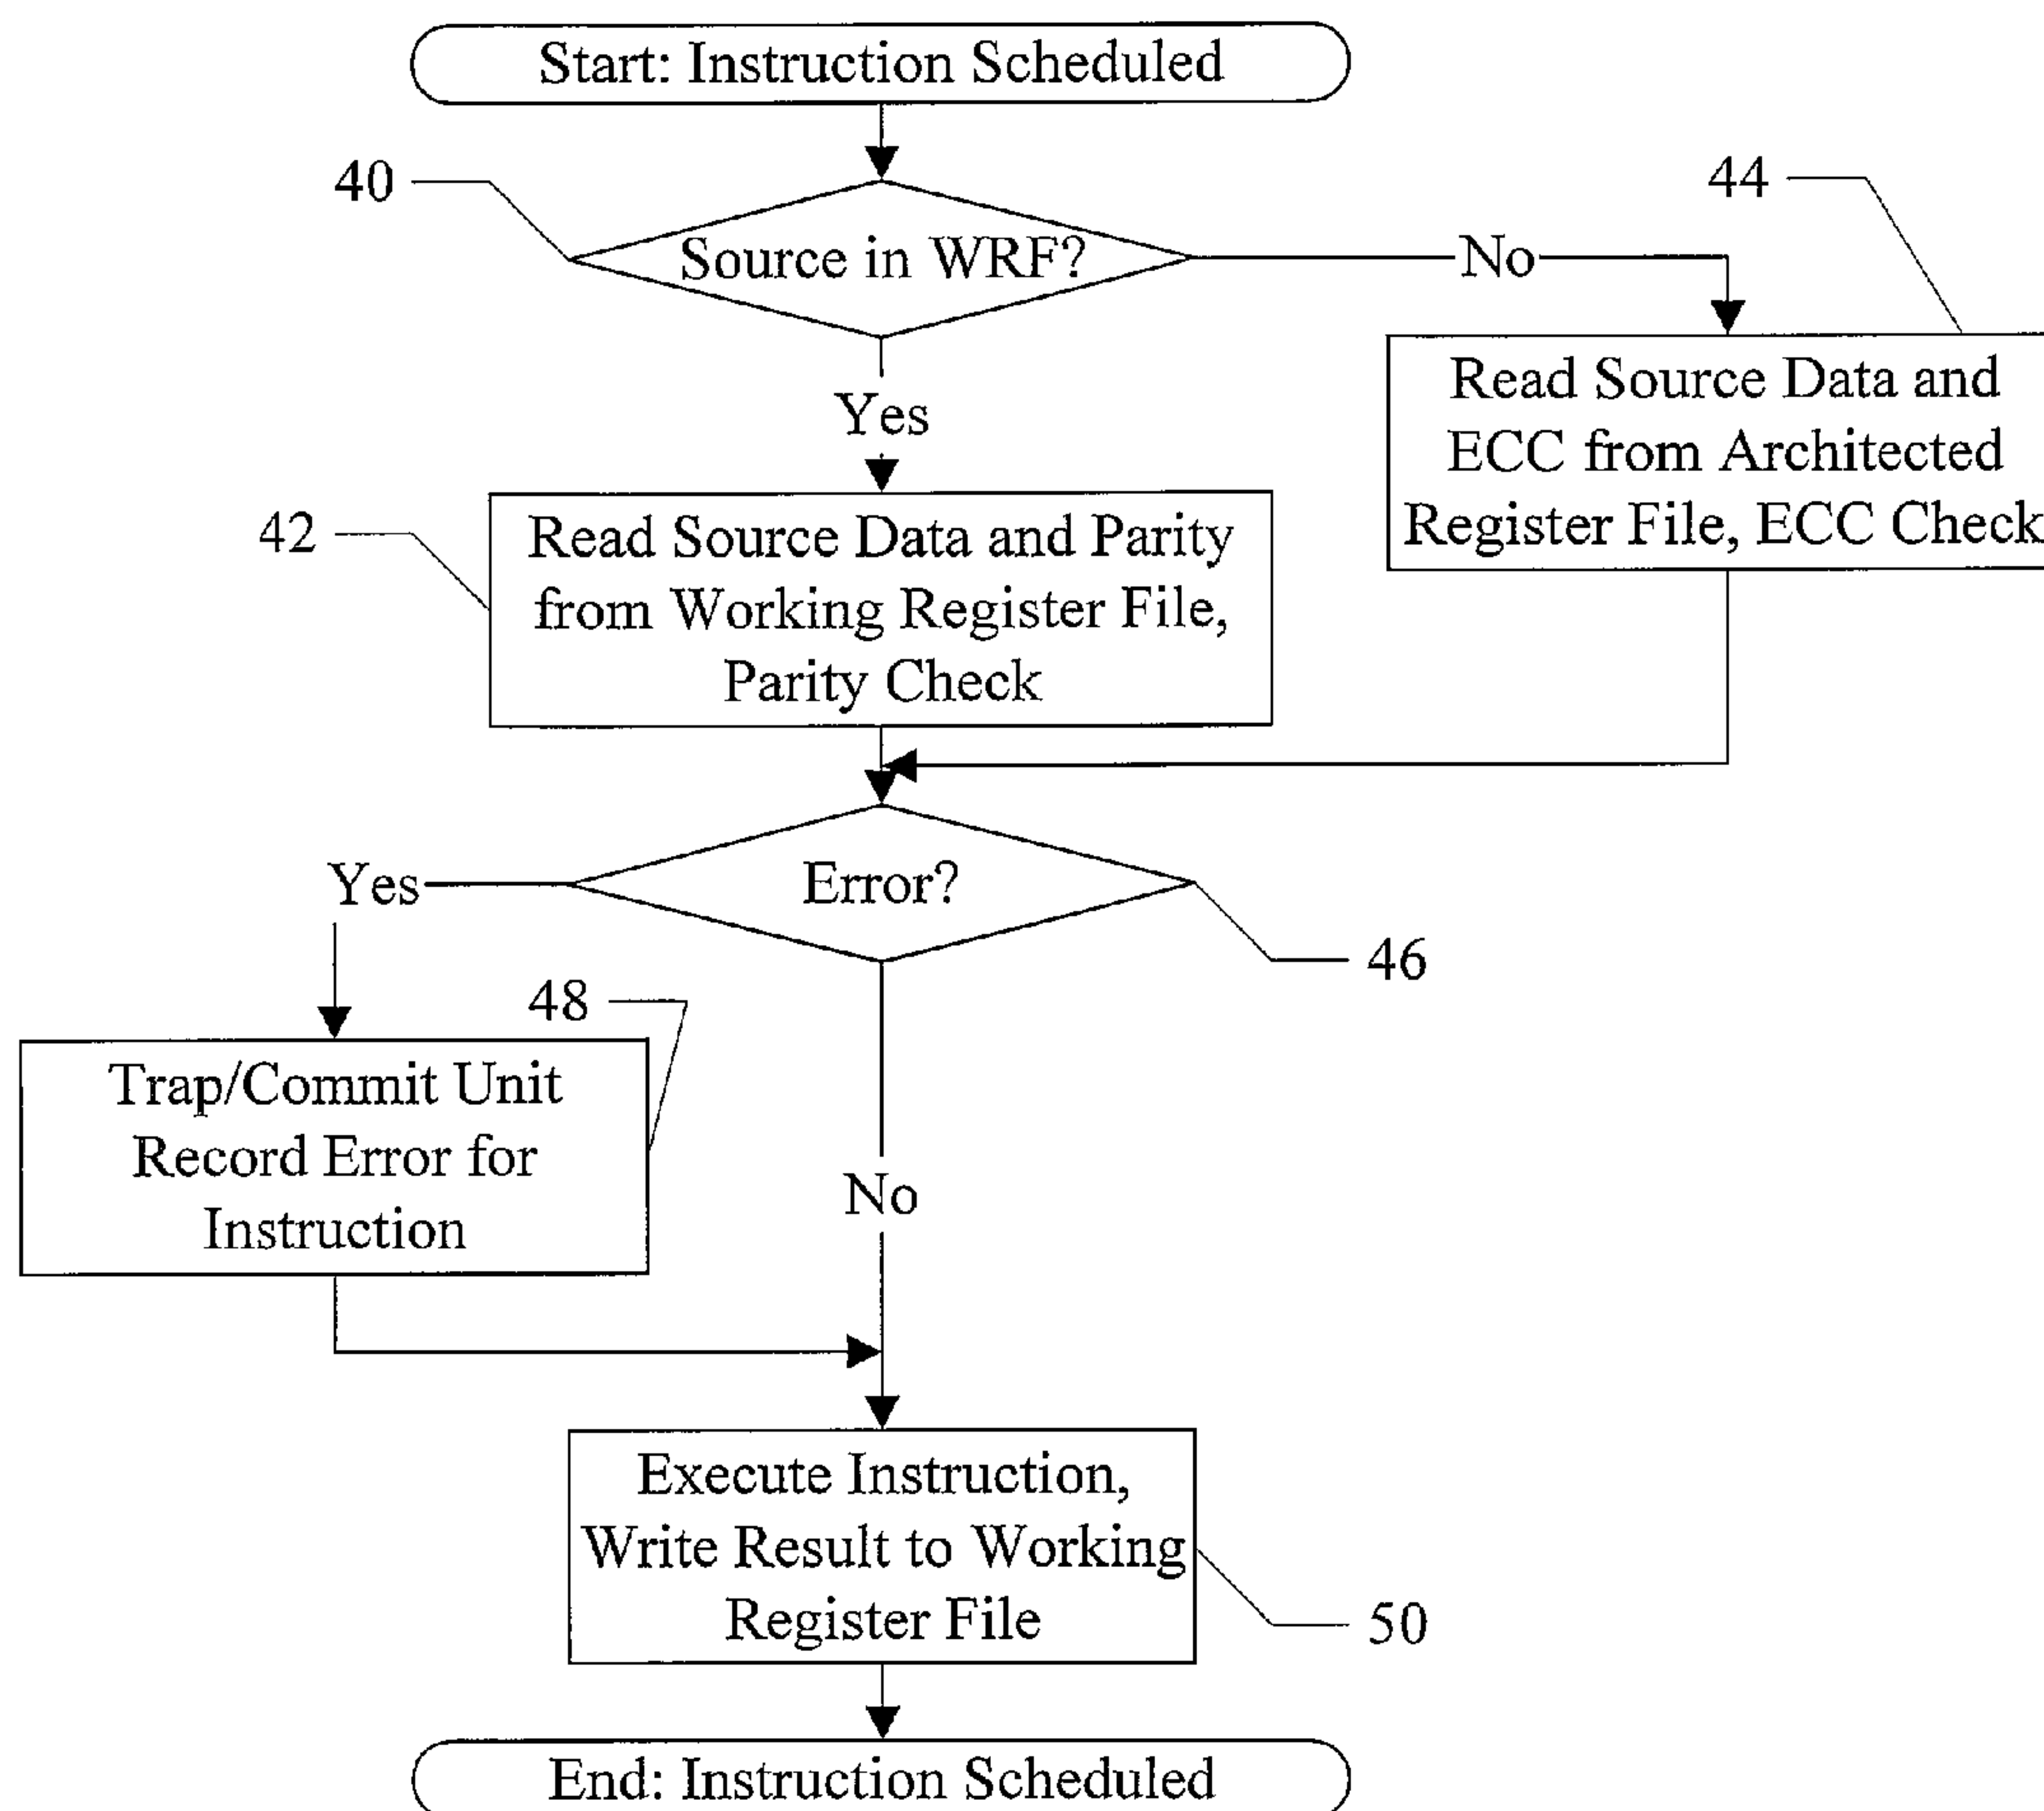 Start: Instruction Scheduled
40
44
Source in WRF?
No
Read Source Data and
ECC from Architected
Register File, ECC Check
Yes
42
Read Source Data and Parity
from Working Register File,
Parity Check
Error?
Yes
46
48
Trap/Commit Unit
Record Error for
Instruction
No
Execute Instruction,
Write Result to Working
Register File
50
End: Instruction Scheduled